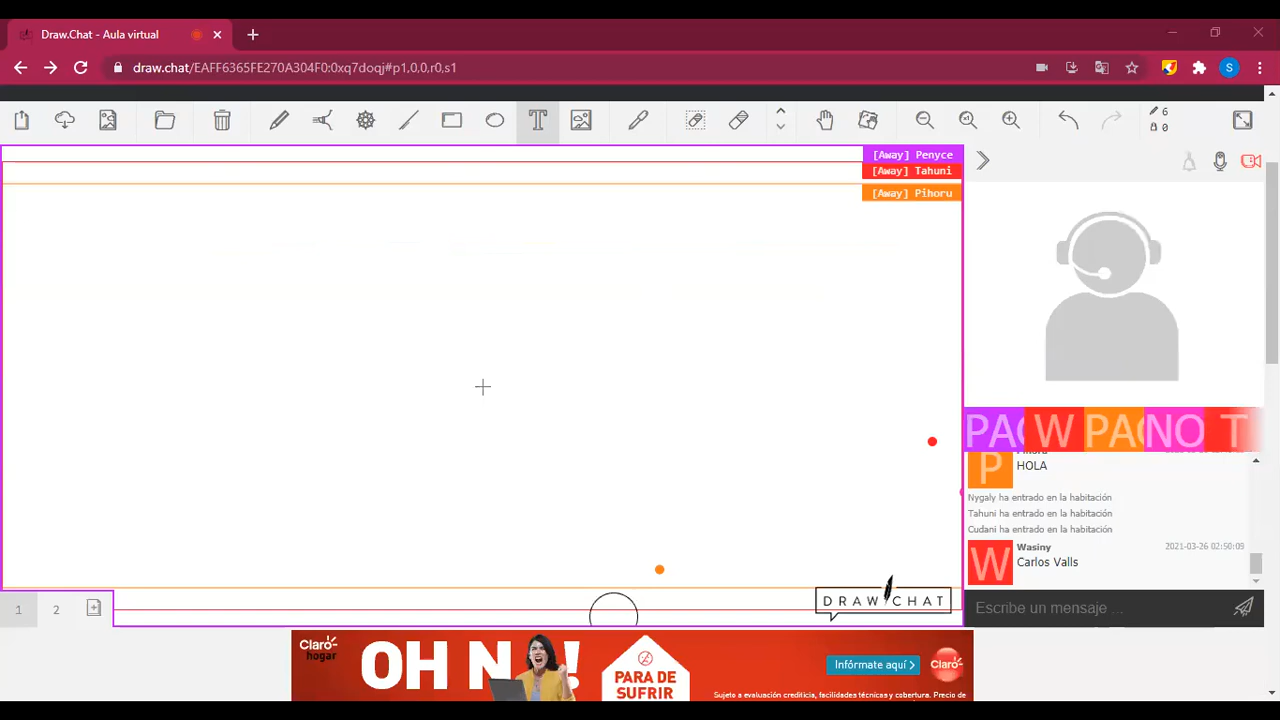 Draw.Chat - Aula virtual
draw.chat/EAFF6365FE270A304F0:0xq7doqj#p1,0,0,r0,s1
S
T
x1
6
0
[Away] Penyce
[Away] Tahuni
[Away] Pihoru
PA W PA NO T
P
HOLA
Nygaly ha entrado en la habitación
Tahuni ha entrado en la habitación
Cudani ha entrado en la habitación
W
Wasiny
2021-03-26 02:50:09
Carlos Valls
Escribe un mensaje ...
DRAW CHAT
1
2
Claro
hogar
OH N !
PARA DE
SUFRIR
Infórmate aquí
Claro
Sujeto a evaluación crediticia, facilidades técnicas y cobertura. Precio de